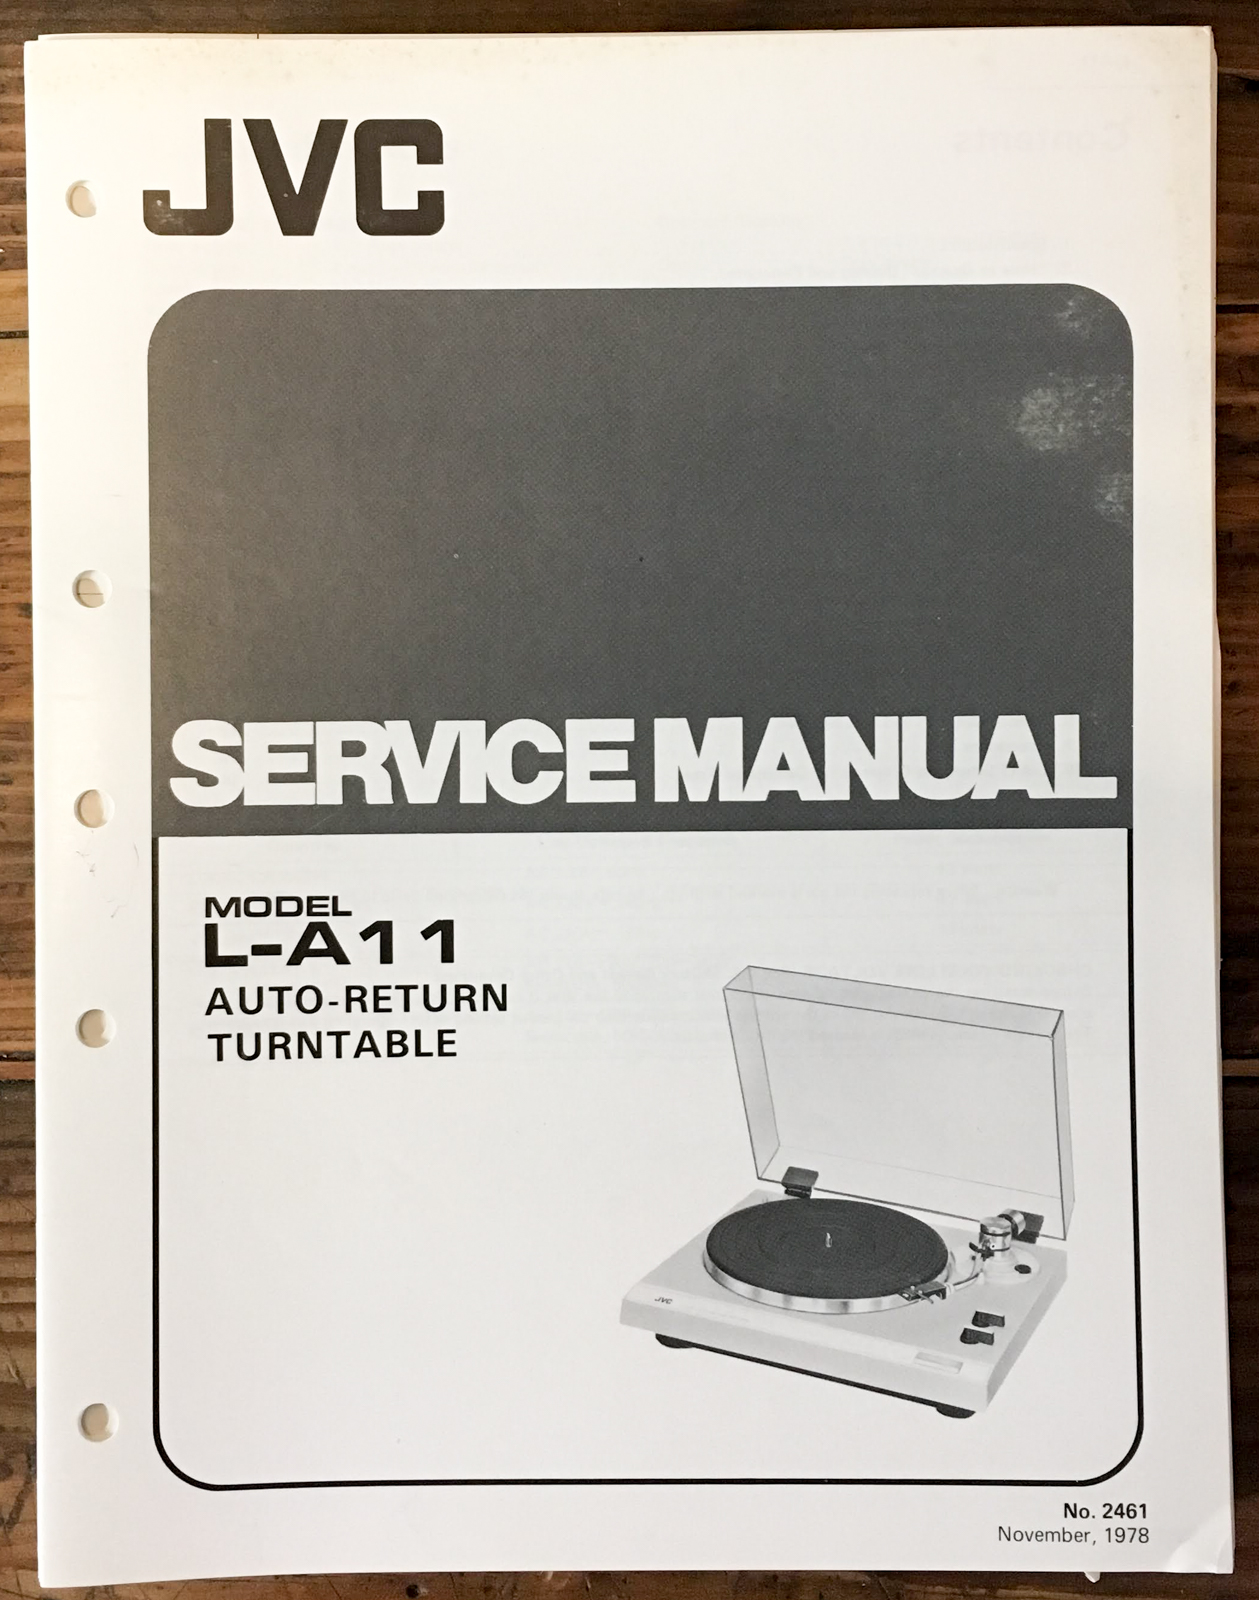 JVC
SERVICE MANUAL
MODEL
L-A11
AUTO-RETURN
TURNTABLE
JVC
No. 2461
November, 1978